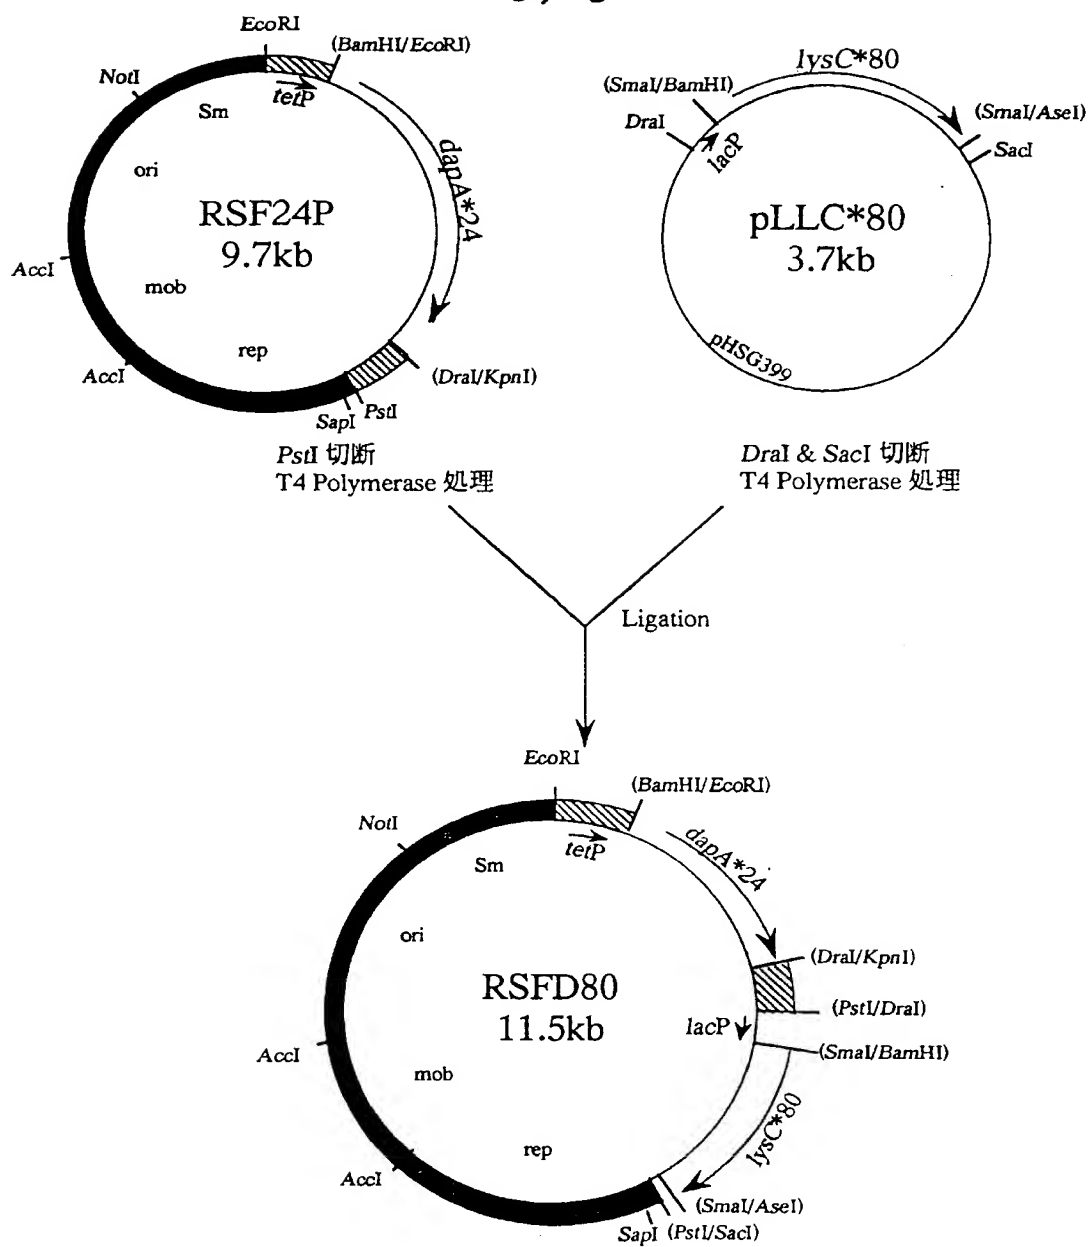 EcoRI
(BamHI/EcoRI)
NotI
tetP
Sm
dapA*24
ori
RSF24P
9.7kb
AccI
mob
rep
AccI
(DraI/KpnI)
SapI
PstI
lysC*80
(SmaI/BamHI)
(SmaI/AseI)
DraI
lacP
SacI
pLLC*80
3.7kb
pHSG399
PstI 切断
T4 Polymerase 処理
DraI & SacI 切断
T4 Polymerase 処理
Ligation
EcoRI
(BamHI/EcoRI)
NotI
tetP
dapA*24
Sm
ori
(DraI/KpnI)
RSFD80
11.5kb
(PstI/DraI)
lacP
AccI
(SmaI/BamHI)
mob
lysC*80
rep
AccI
(SmaI/AseI)
SapI
(PstI/SacI)